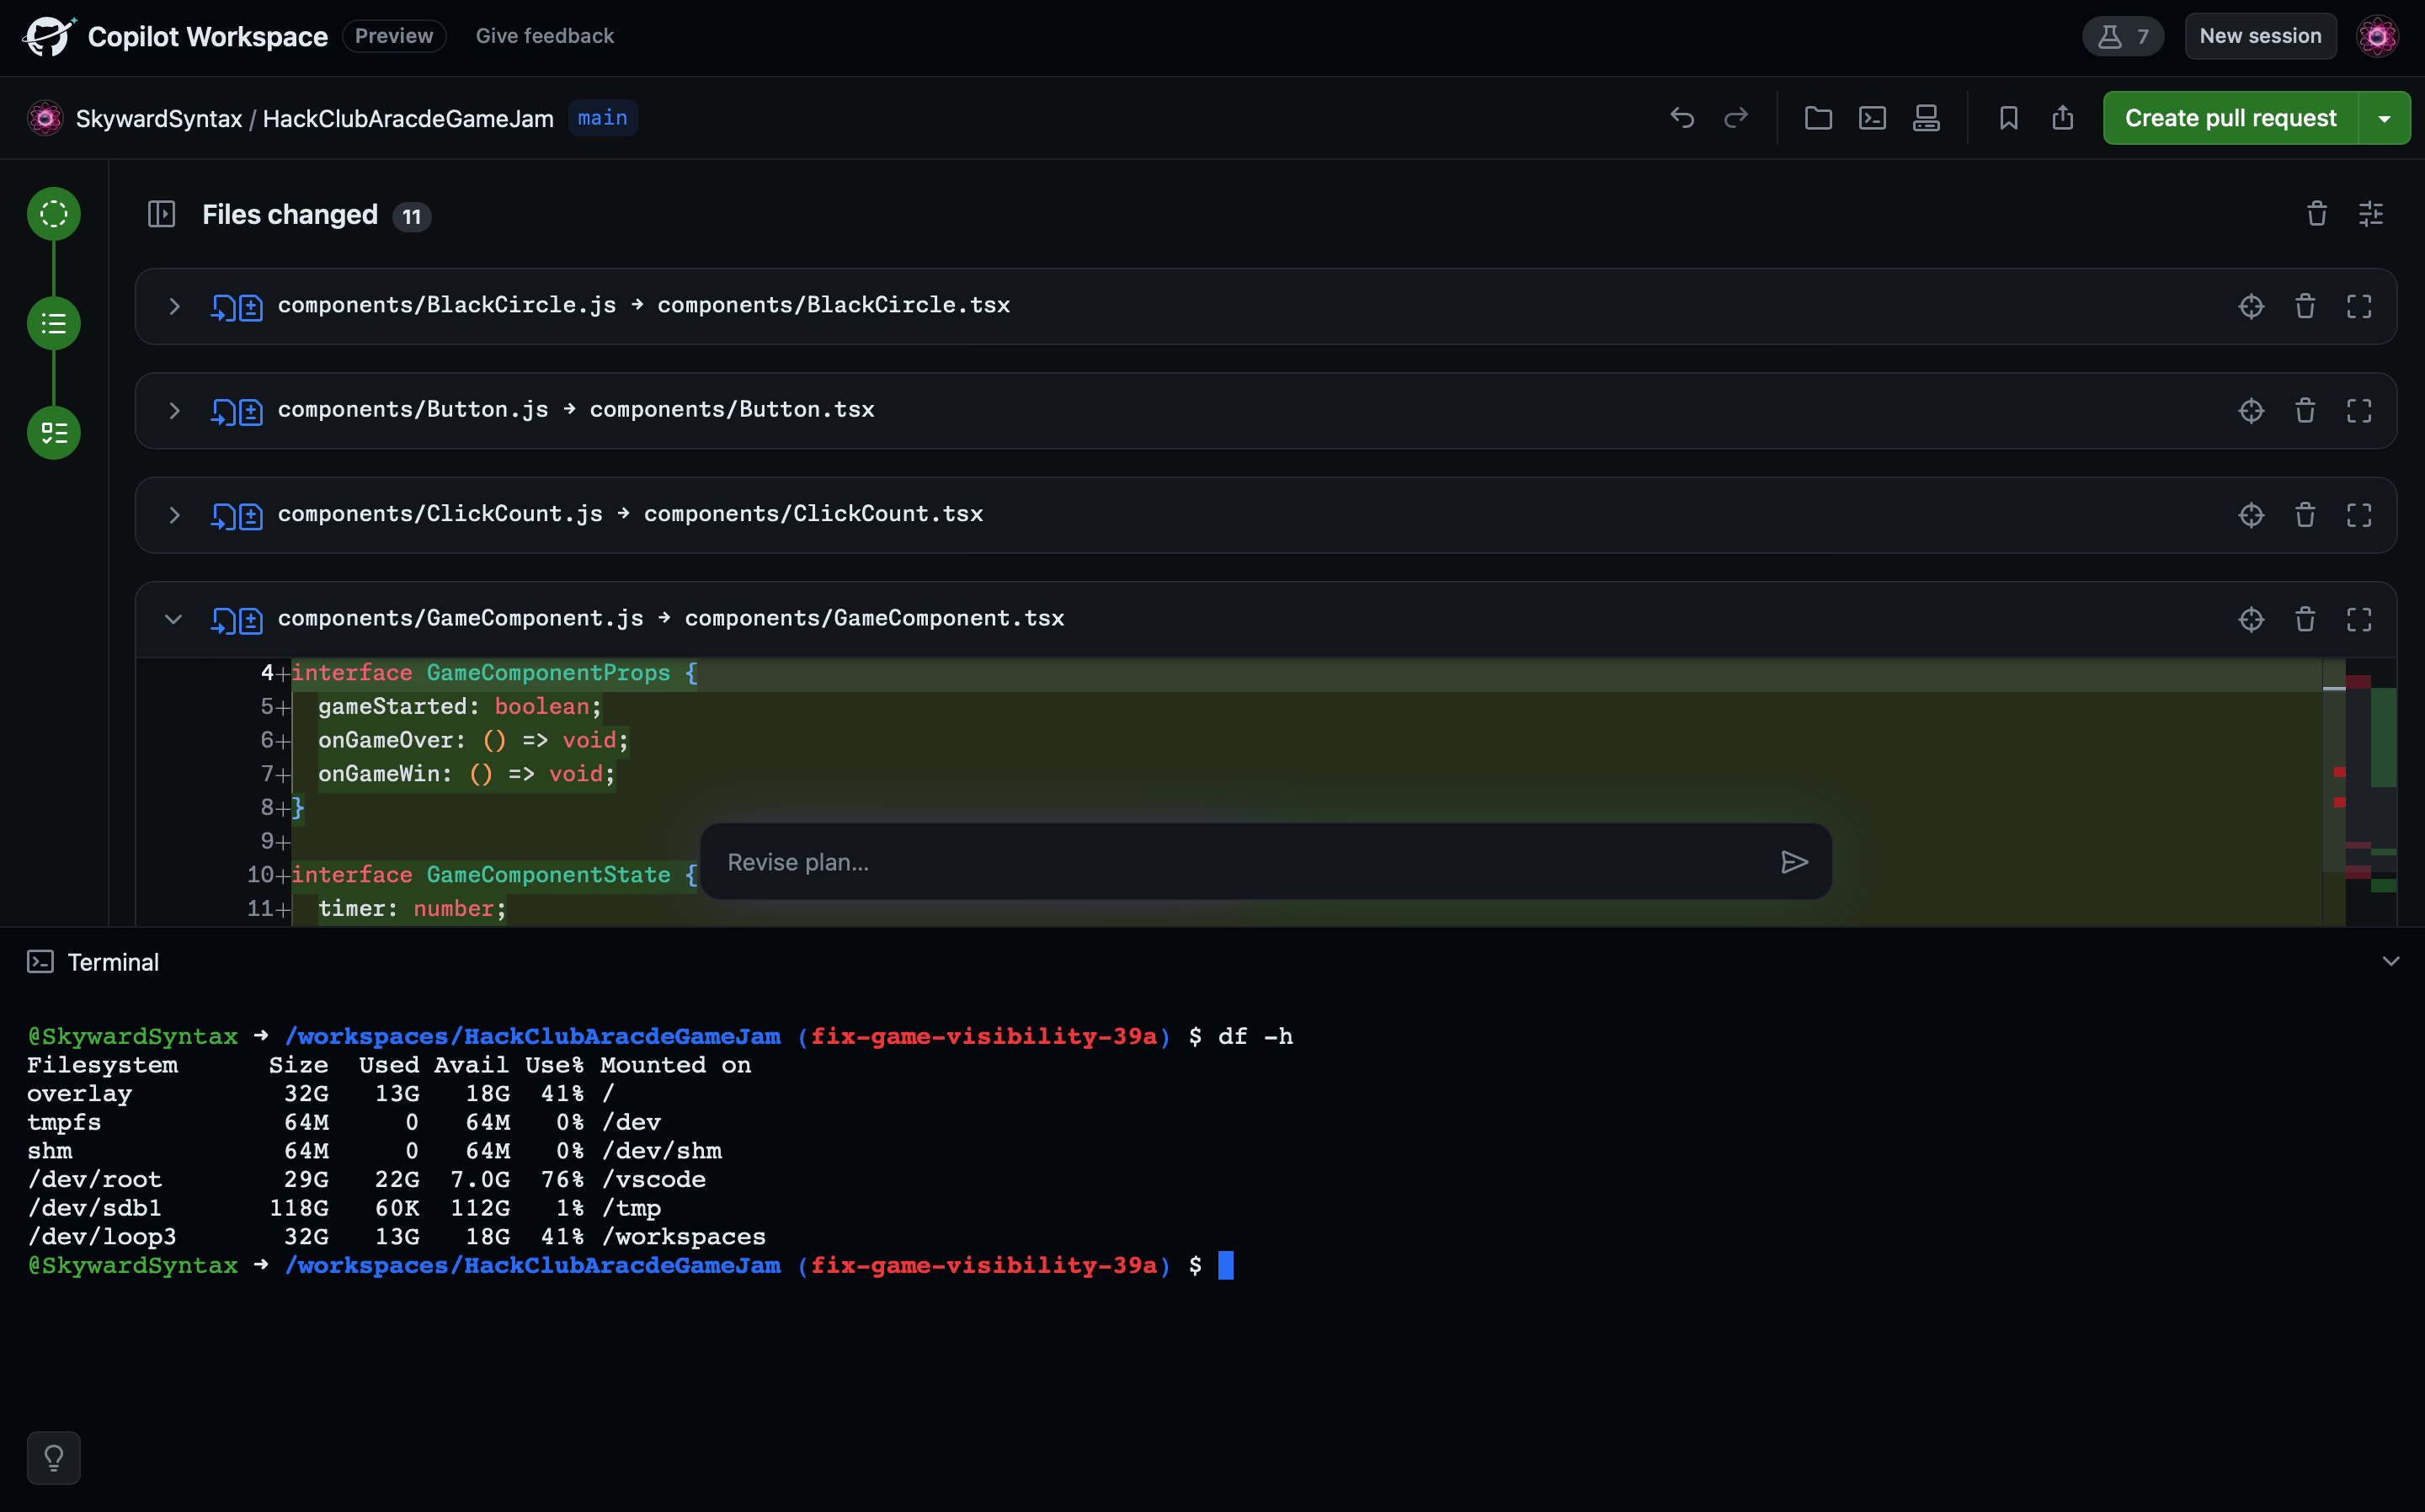 Copilot Workspace Preview Give feedback 7 New session
SkywardSyntax / HackClubAracdeGameJam main Create pull request
Files changed 11
components/BlackCircle.js → components/BlackCircle.tsx
components/Button.js → components/Button.tsx
components/ClickCount.js → components/ClickCount.tsx
components/GameComponent.js → components/GameComponent.tsx
4+interface GameComponentProps {
5+  gameStarted: boolean;
6+  onGameOver: () => void;
7+  onGameWin: () => void;
8+}
9+
10+interface GameComponentState {
11+  timer: number;
Revise plan...
Terminal
@SkywardSyntax → /workspaces/HackClubAracdeGameJam (fix-game-visibility-39a) $ df -h
Filesystem      Size  Used Avail Use% Mounted on
overlay          32G   13G   18G  41% /
tmpfs            64M     0   64M   0% /dev
shm              64M     0   64M   0% /dev/shm
/dev/root        29G   22G  7.0G  76% /vscode
/dev/sdb1       118G   60K  112G   1% /tmp
/dev/loop3       32G   13G   18G  41% /workspaces
@SkywardSyntax → /workspaces/HackClubAracdeGameJam (fix-game-visibility-39a) $